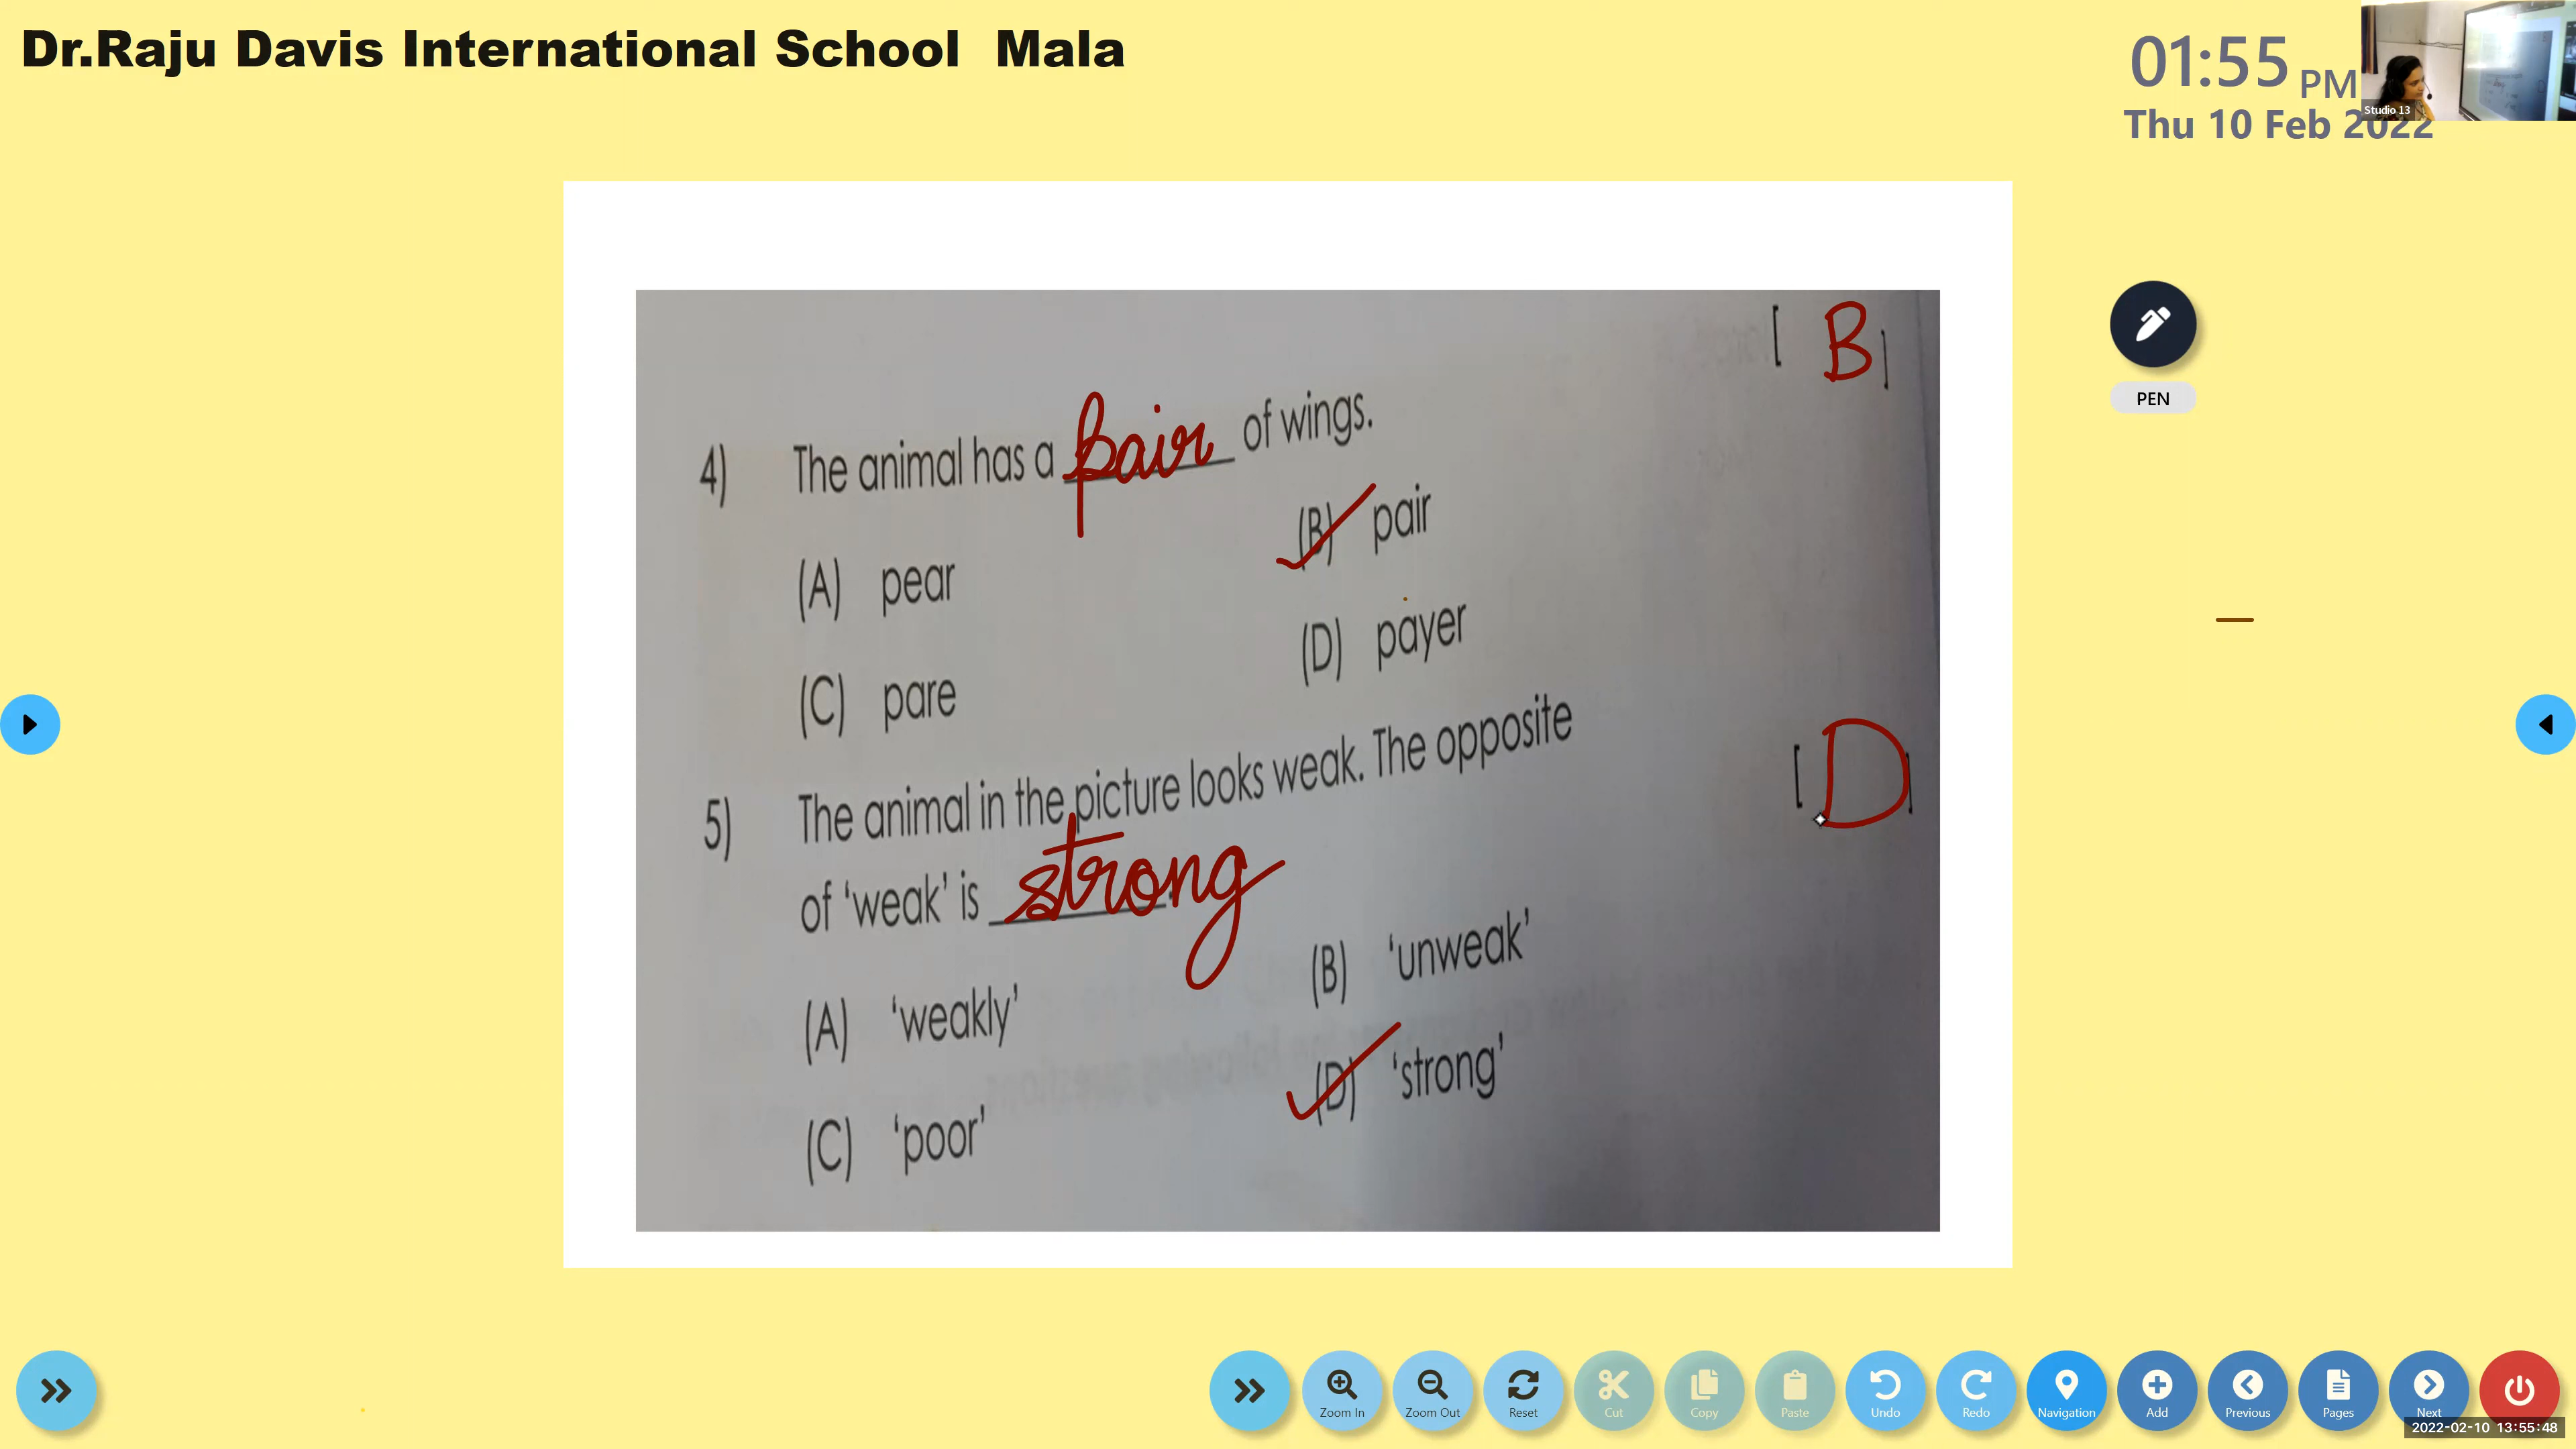 Dr.Raju Davis International School Mala
01:55 PM
Thu 10 Feb 2022
Studio 13
PEN
[ B ]
4) The animal has a pair of wings.
(A) pear (B) pair
(C) pare (D) payer
5) The animal in the picture looks weak. The opposite [ D ]
of 'weak' is strong.
(A) 'weakly' (B) 'unweak'
(C) 'poor' (D) 'strong'
Zoom In Zoom Out Reset Cut Copy Paste Undo Redo Navigation Add Previous Pages Next
2022-02-10 13:55:48